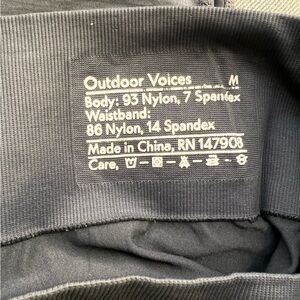 Outdoor Voices M
Body: 93 Nylon, 7 Spandex
Waistband:
86 Nylon, 14 Spandex
Made in China, RN 147908
Care,